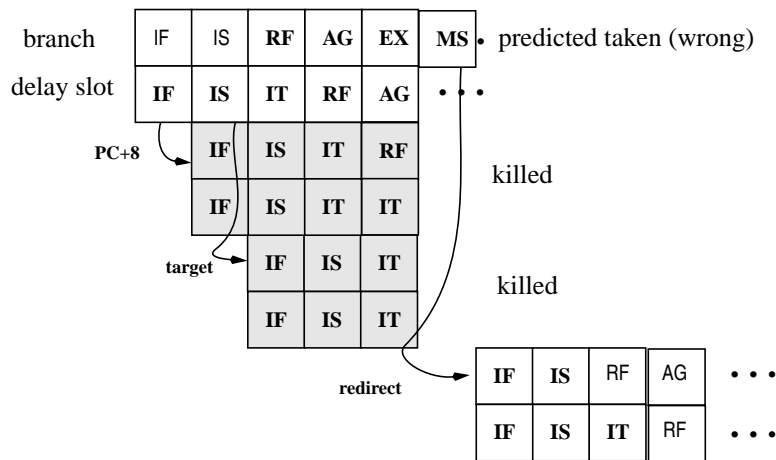 branch IF IS RF AG EX MS • predicted taken (wrong)
delay slot IF IS IT RF AG • • •
PC+8 IF IS IT RF killed
IF IS IT IT
target IF IS IT killed
IF IS IT
redirect IF IS RF AG • • •
IF IS IT RF • • •